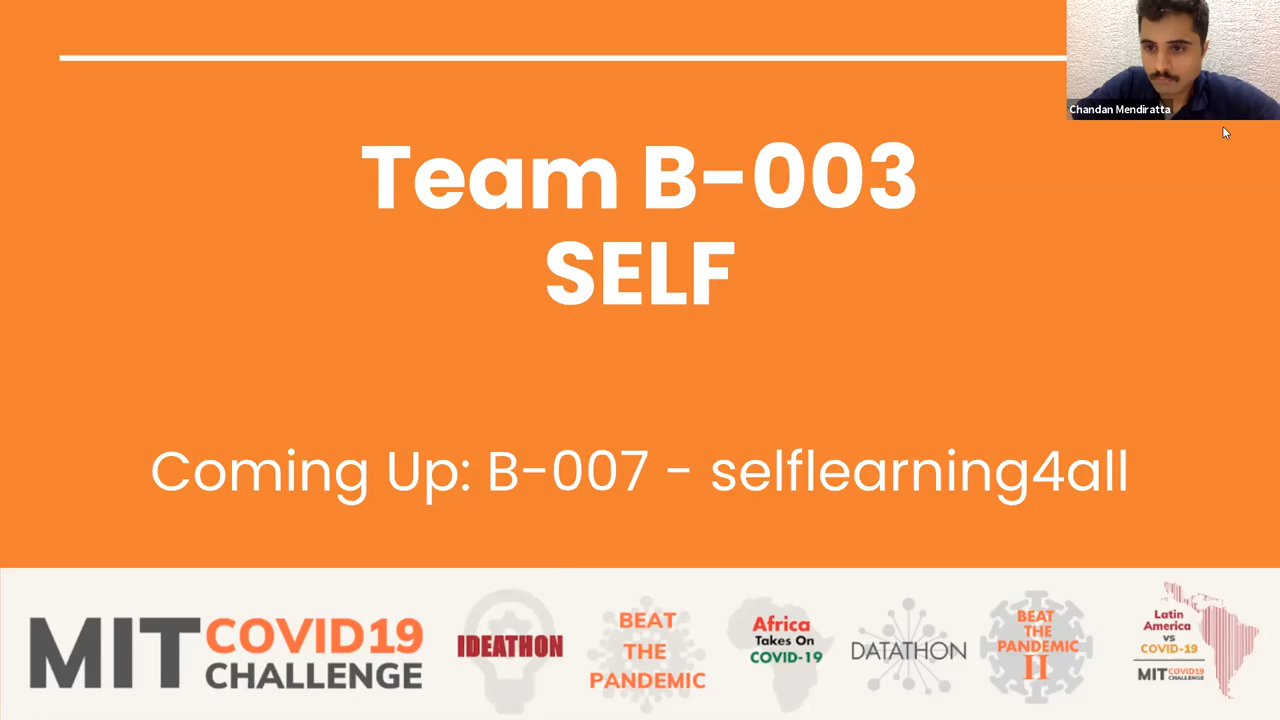 Chandan Mendiratta
Team B-003
SELF
Coming Up: B-007 - selflearning4all
MIT COVID19
CHALLENGE
IDEATHON
BEAT
THE
PANDEMIC
Africa
Takes On
COVID-19
DATATHON
BEAT
THE
PANDEMIC
II
Latin
America
vs
COVID-19
MIT COVID19
CHALLENGE